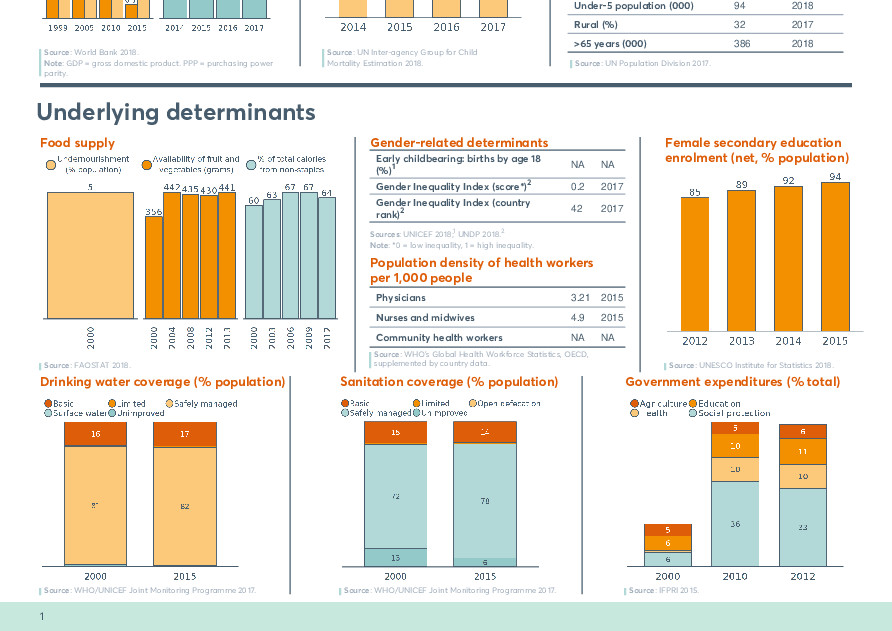 1999 2005 2010 2015
2014 2015 2016 2017
2014 2015 2016 2017
Under-5 population (000) 94 2018
Rural (%) 32 2017
>65 years (000) 386 2018
Source: World Bank 2018.
Note: GDP = gross domestic product. PPP = purchasing power
parity.
Source: UN Inter-agency Group for Child
Mortality Estimation 2018.
Source: UN Population Division 2017.
Underlying determinants
Food supply
Undernourishment
(% population)
Availability of fruit and
vegetables (grams)
% of total calories
from non-staples
5
356 442 435 430 441
60 63 67 67 64
2000
2000 2004 2008 2012
2000 2003 2006 2009
Source: FAOSTAT 2018.
Gender-related determinants
Early childbearing: births by age 18
(%)1 NA NA
Gender Inequality Index (score*)2 0.2 2017
Gender Inequality Index (country
rank)2 42 2017
Sources: UNICEF 2018,1 UNDP 2018.2
Note: *0 = low inequality, 1 = high inequality.
Population density of health workers
per 1,000 people
Physicians 3.21 2015
Nurses and midwives 4.9 2015
Community health workers NA NA
Source: WHO's Global Health Workforce Statistics, OECD,
supplemented by country data.
Female secondary education
enrolment (net, % population)
85 89 92 94
2012 2013 2014 2015
Source: UNESCO Institute for Statistics 2018.
Drinking water coverage (% population)
Basic Limited Safely managed
Surface water Unimproved
16 17
82
2000 2015
Source: WHO/UNICEF Joint Monitoring Programme 2017.
Sanitation coverage (% population)
Basic Limited Open defecation
Safely managed Unimproved
15 14
72 78
13 6
2000 2015
Source: WHO/UNICEF Joint Monitoring Programme 2017.
Government expenditures (% total)
Agriculture Education
Health Social protection
5 6
5 10 11
6 10 10
6 36 33
2000 2010 2012
Source: IFPRI 2015.
1